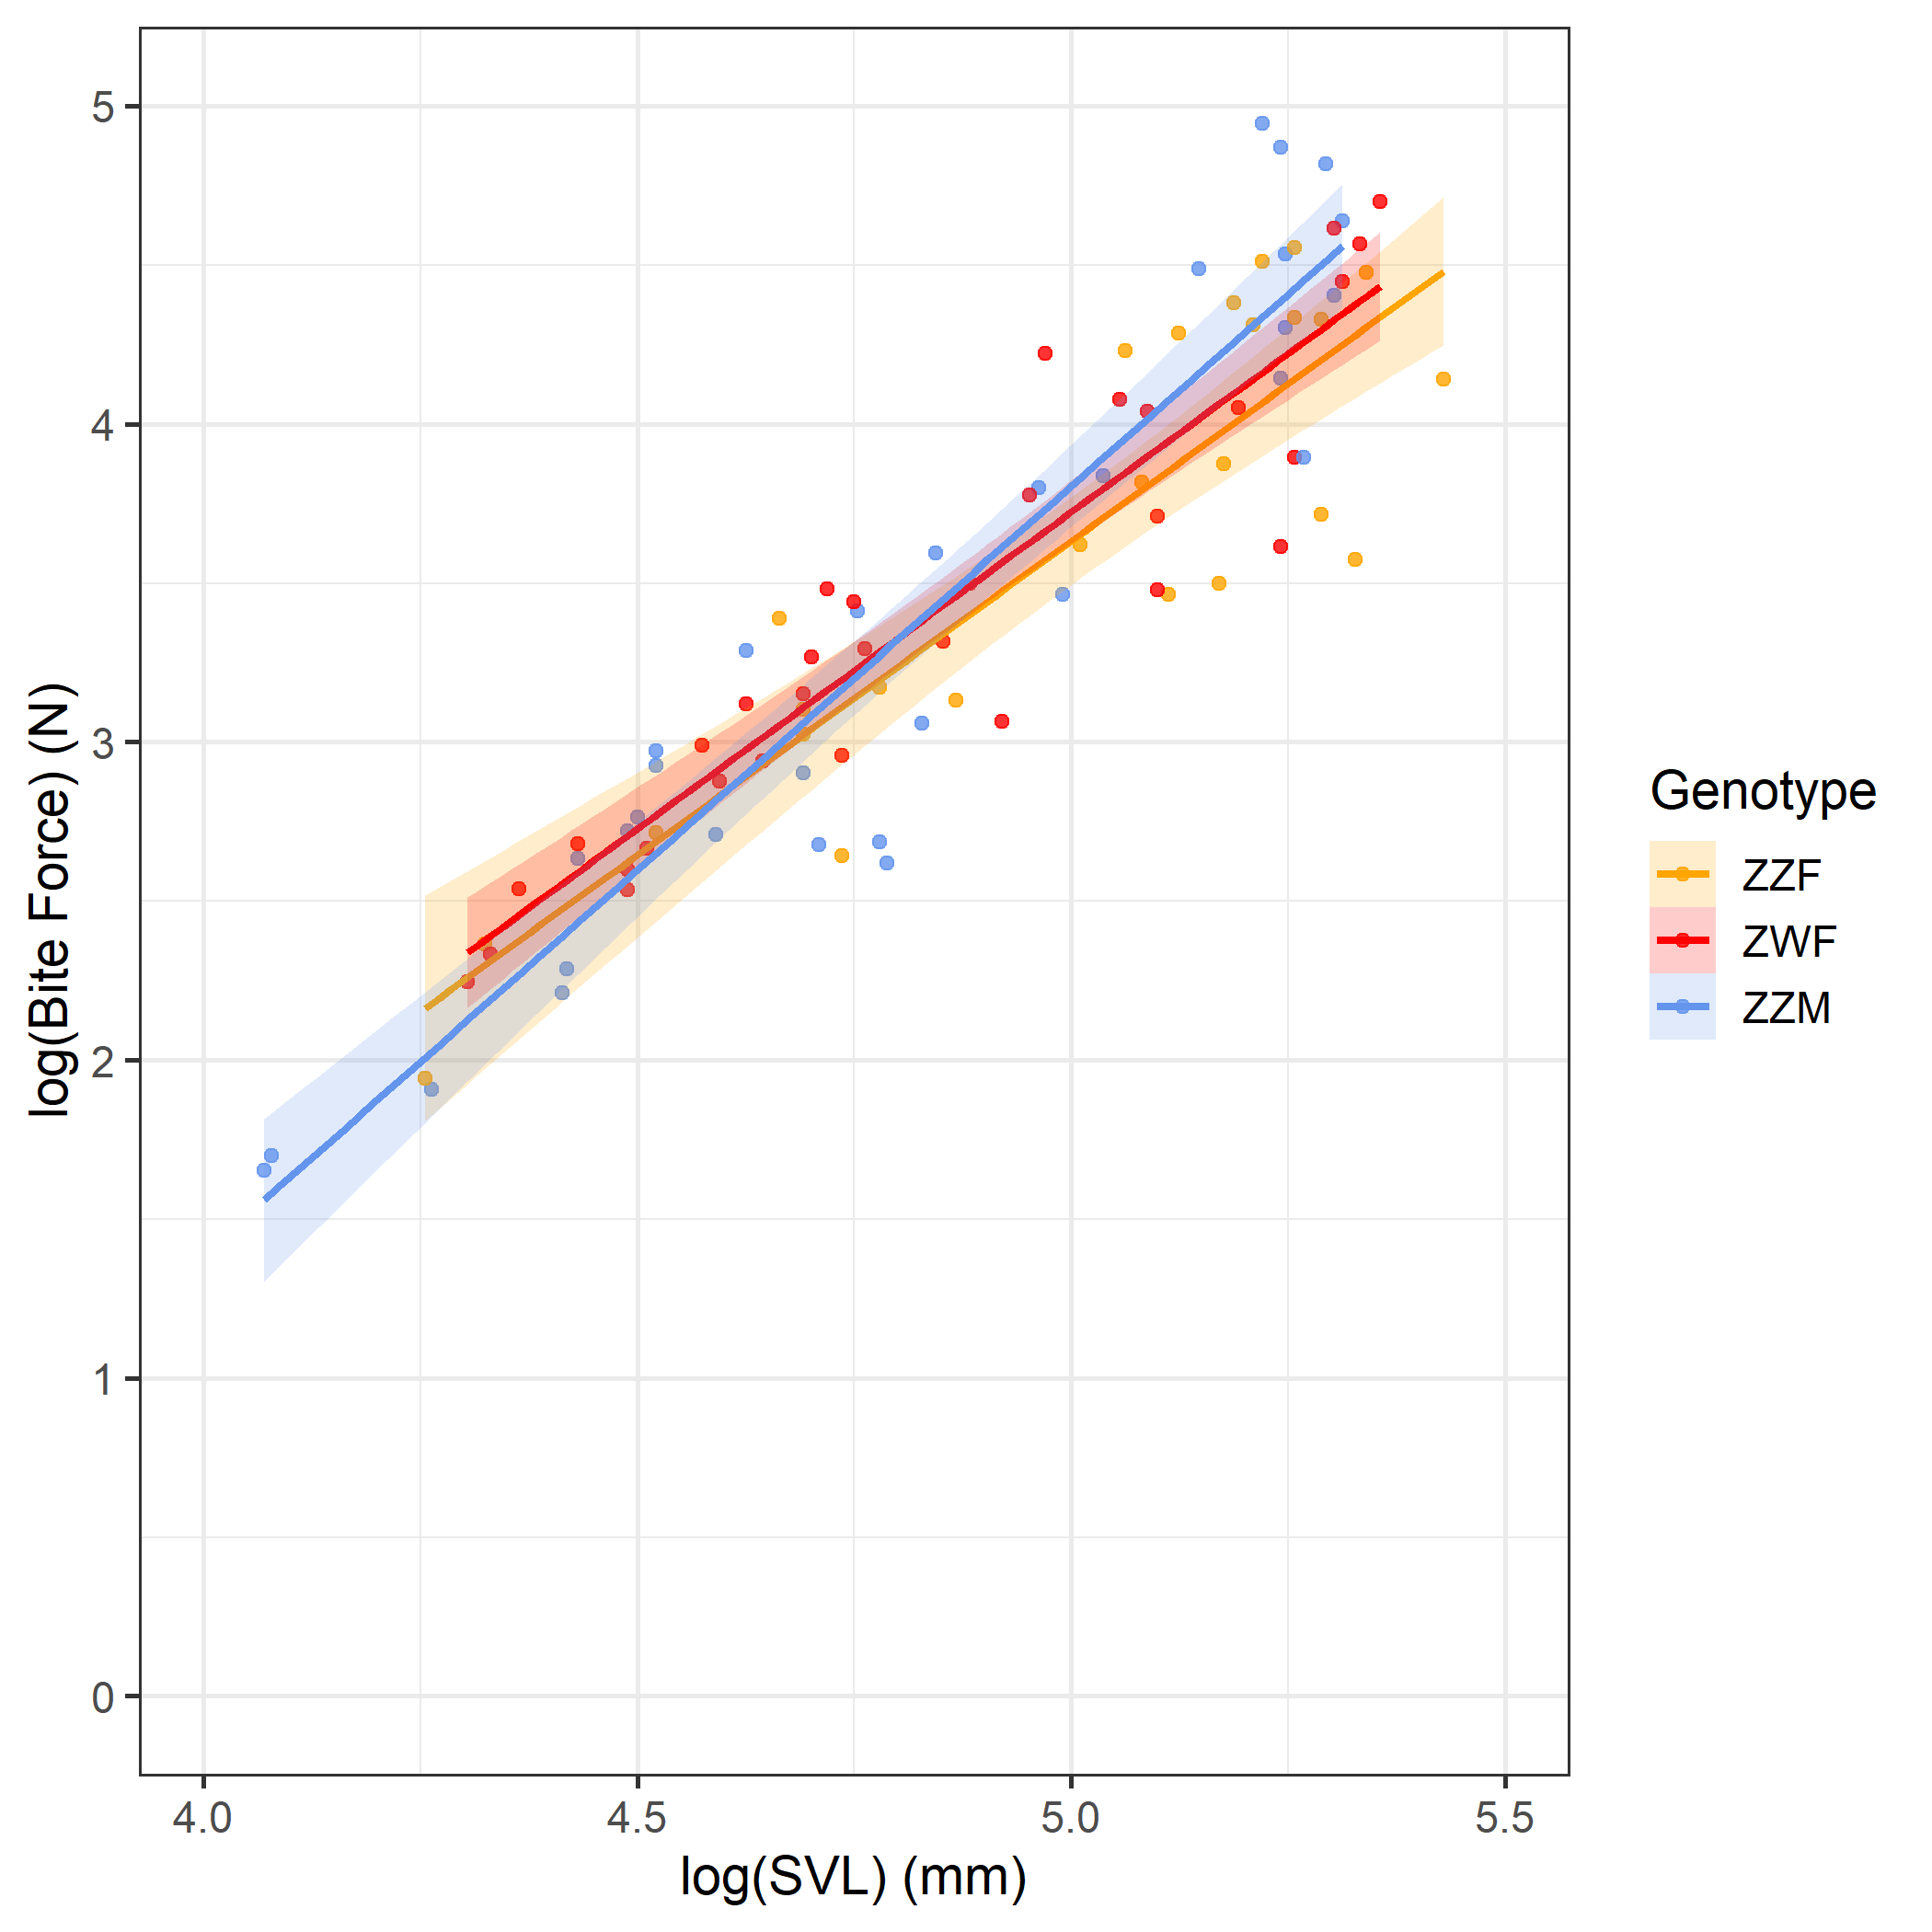 log(Bite Force) (N)
5
4
3
2
1
0
4.0 4.5 5.0 5.5
log(SVL) (mm)
Genotype
ZZF
ZWF
ZZM